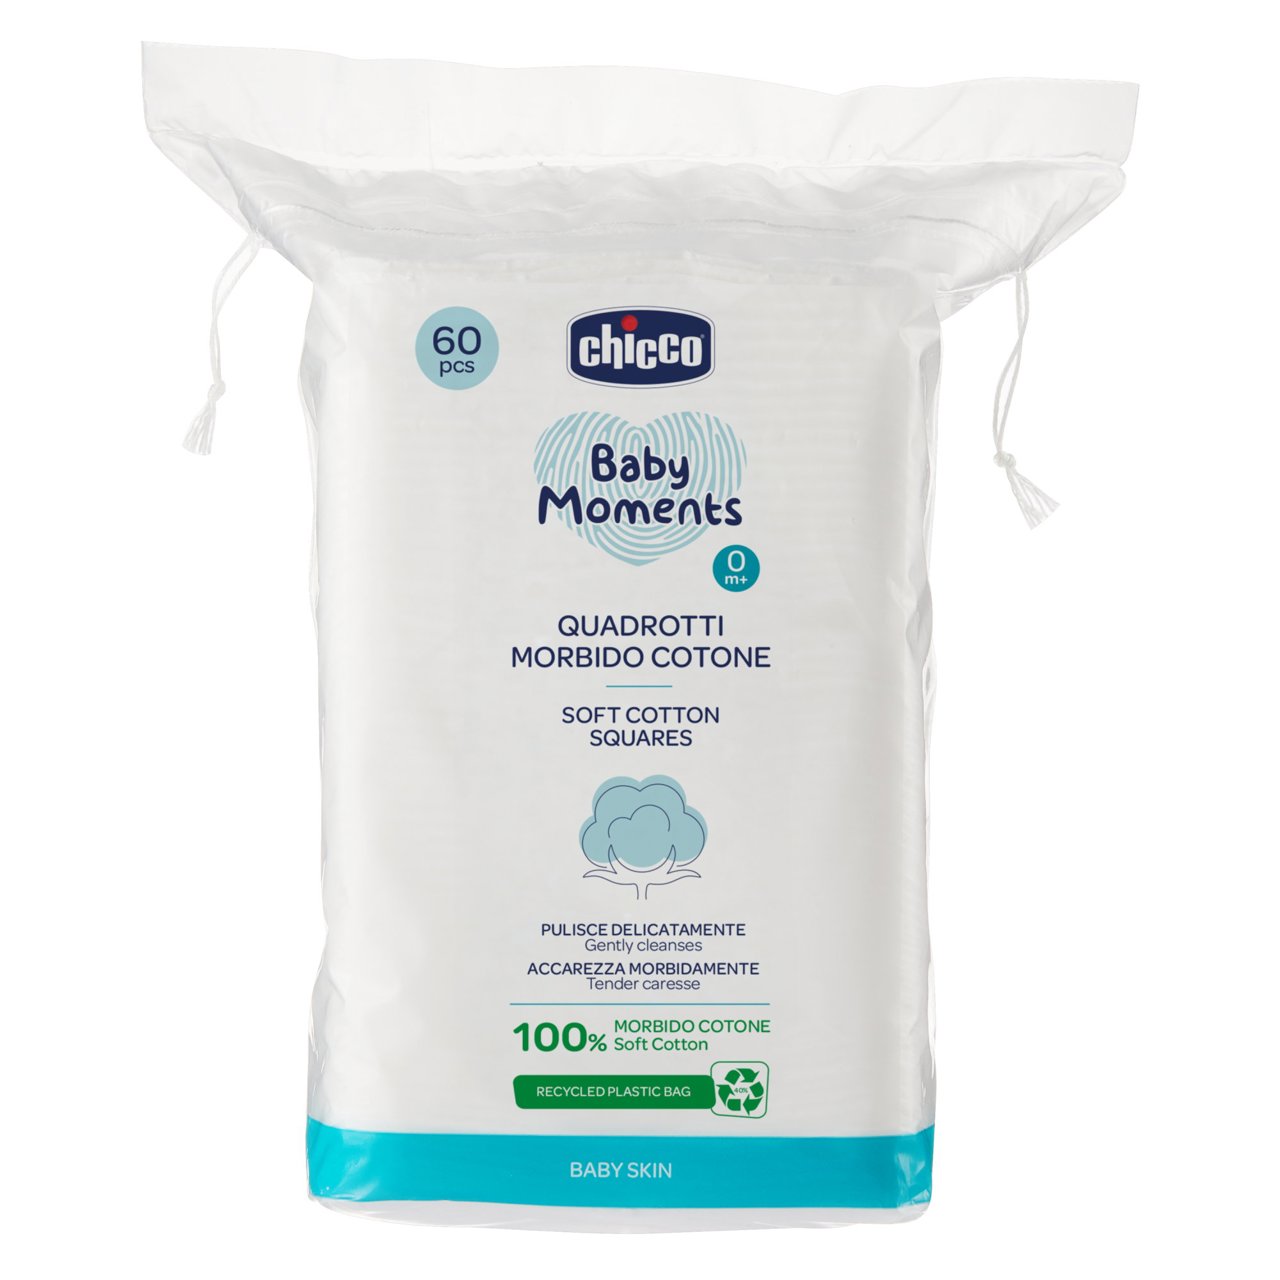 60
pcs
chicco
Baby
Moments
0
m+
QUADROTTI
MORBIDO COTONE
SOFT COTTON
SQUARES
PULISCE DELICATAMENTE
Gently cleanses
ACCAREZZA MORBIDAMENTE
Tender caresse
100% MORBIDO COTONE
Soft Cotton
RECYCLED PLASTIC BAG
40%
BABY SKIN